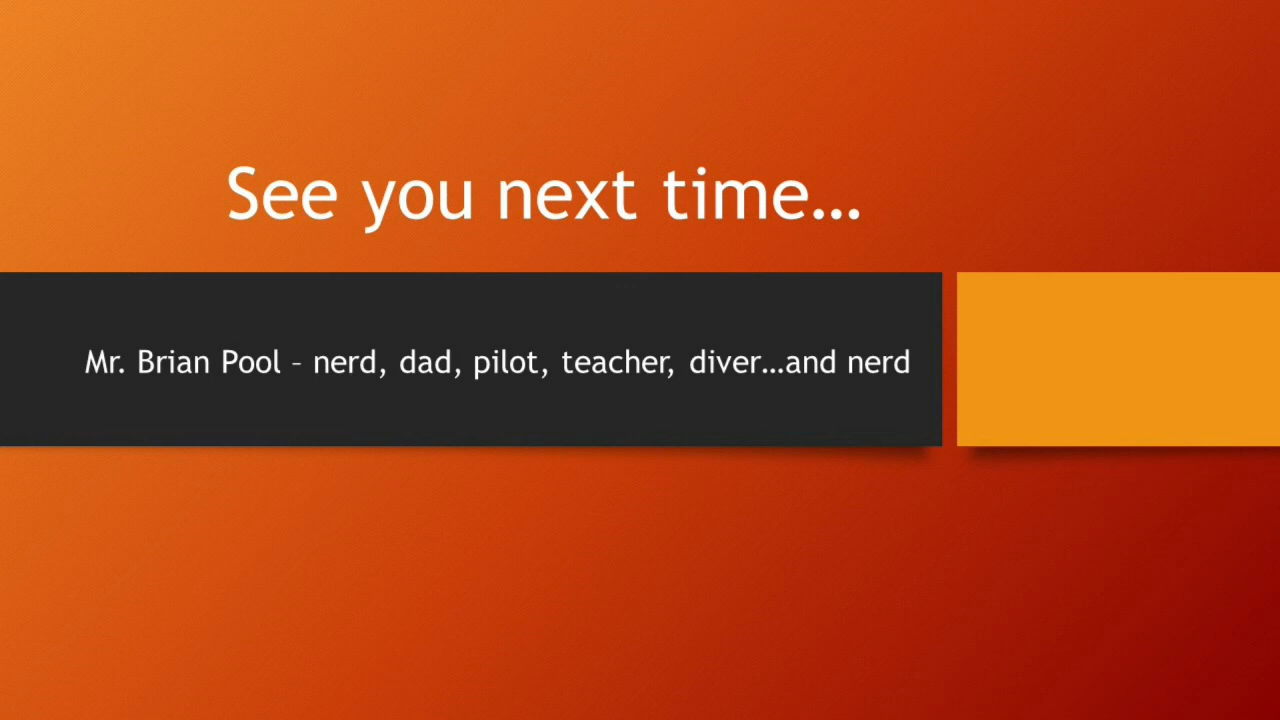 See you next time…
Mr. Brian Pool – nerd, dad, pilot, teacher, diver…and nerd